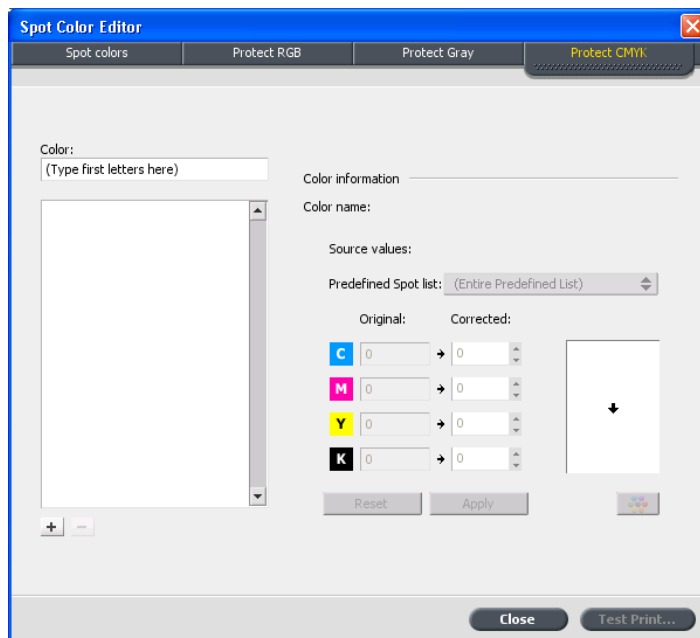 Spot Color Editor
Spot colors Protect RGB Protect Gray Protect CMYK
Color:
(Type first letters here)
Color information
Color name:
Source values:
Predefined Spot list: (Entire Predefined List)
Original: Corrected:
C 0 0
M 0 0
Y 0 0
K 0 0
Reset Apply
Close Test Print...